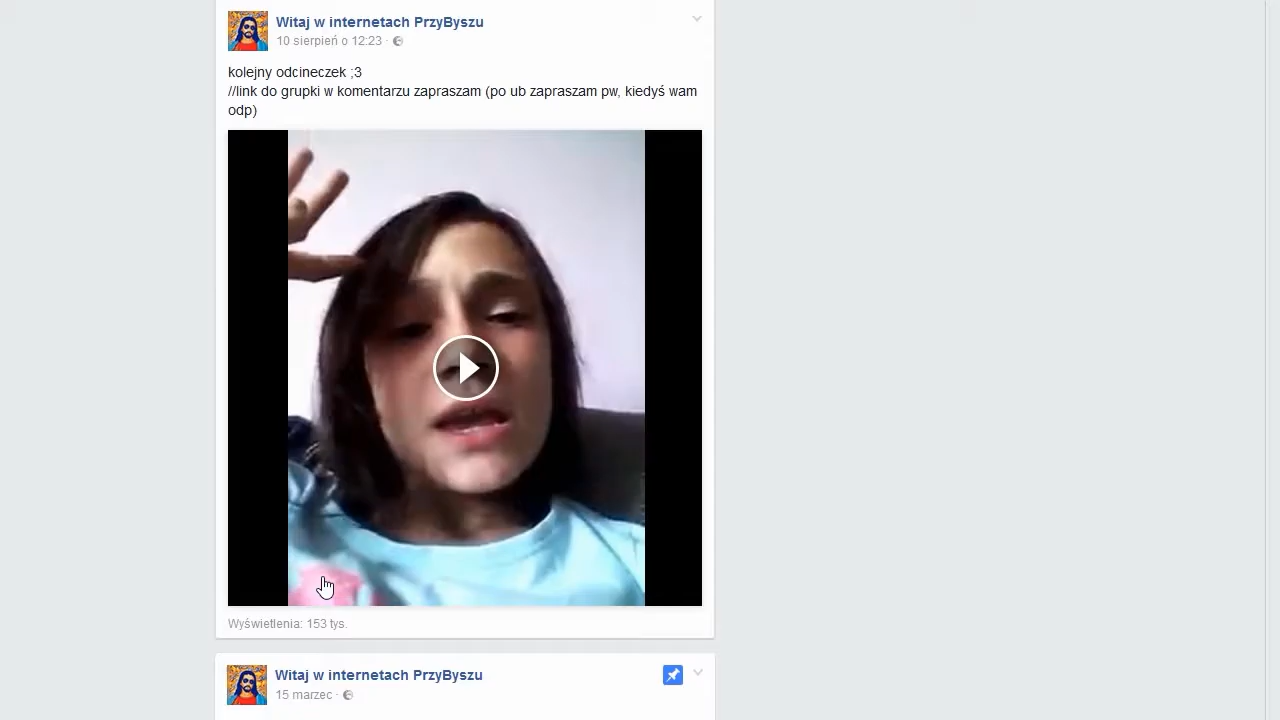 Witaj w internetach PrzyByszu
10 sierpień o 12:23 ·
kolejny odcineczek ;3
//link do grupki w komentarzu zapraszam (po ub zapraszam pw, kiedyś wam
odp)
Wyświetlenia: 153 tys.
Witaj w internetach PrzyByszu
15 marzec ·